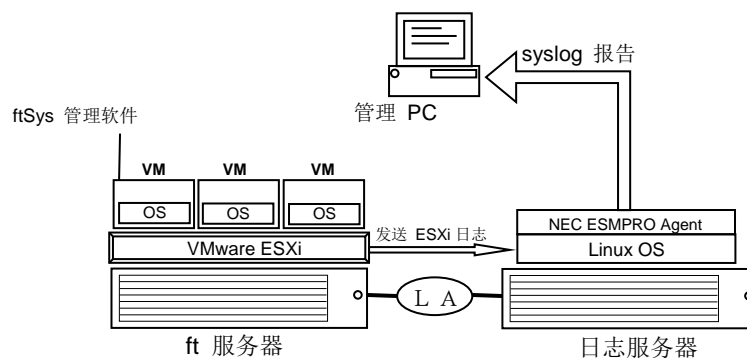 syslog 报告
管理 PC
ftSys 管理软件
VM VM VM
OS OS OS
VMware ESXi
发送 ESXi 日志
NEC ESMPRO Agent
Linux OS
L A
ft 服务器
日志服务器